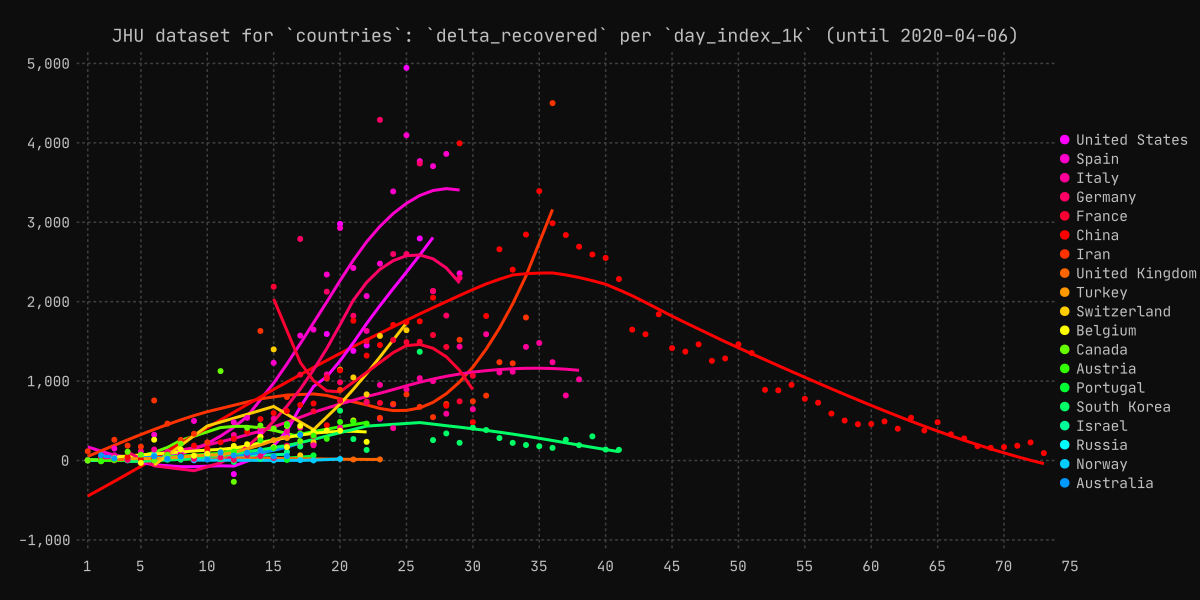 JHU dataset for `countries`: `delta_recovered` per `day_index_1k` (until 2020-04-06)
5,000
4,000
3,000
2,000
1,000
0
−1,000
1 5 10 15 20 25 30 35 40 45 50 55 60 65 70 75
United States
Spain
Italy
Germany
France
China
Iran
United Kingdom
Turkey
Switzerland
Belgium
Canada
Austria
Portugal
South Korea
Israel
Russia
Norway
Australia